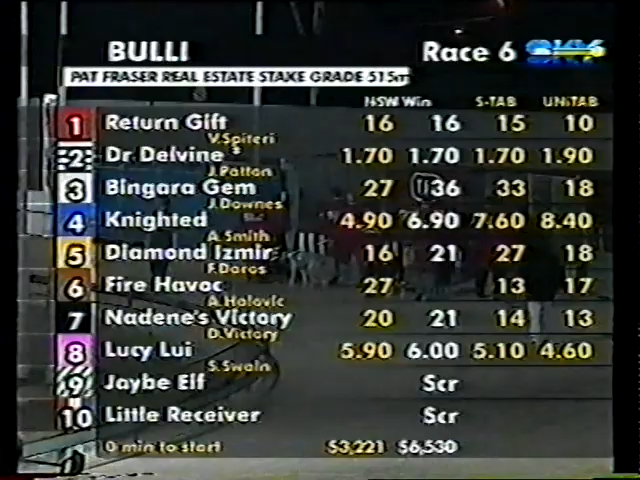 BULLI Race 6 SKY
PAT FRASER REAL ESTATE STAKE GRADE 515m
NSW Win S-TAB UNiTAB
1 Return Gift 16 16 15 10
V.Spiteri
2 Dr Delvine 1.70 1.70 1.70 1.90
J.Patton
3 Bingara Gem 27 36 33 18
J.Downes
4 Knighted 4.90 6.90 7.60 8.40
A.Smith
5 Diamond Izmir 16 21 27 18
F.Doros
6 Fire Havoc 27 13 17
A.Halovic
7 Nadene's Victory 20 21 14 13
D.Victory
8 Lucy Lui 5.90 6.00 5.10 4.60
S.Swain
9 Jaybe Elf Scr
10 Little Receiver Scr
0 min to start $3,221 $6,530